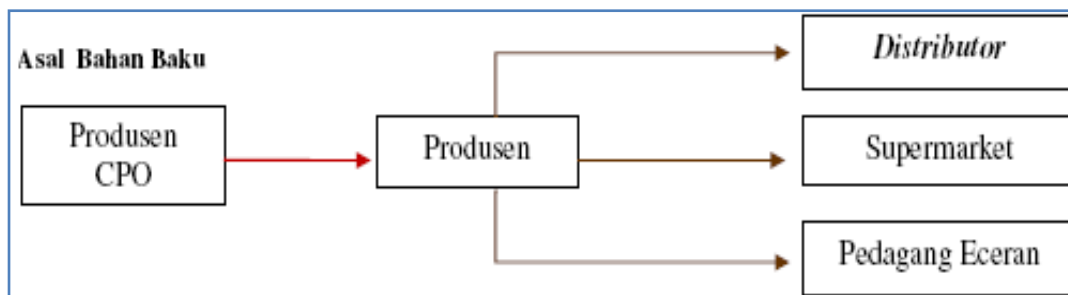 Asal Bahan Baku
Produsen
CPO
Produsen
Distributor
Supermarket
Pedagang Eceran